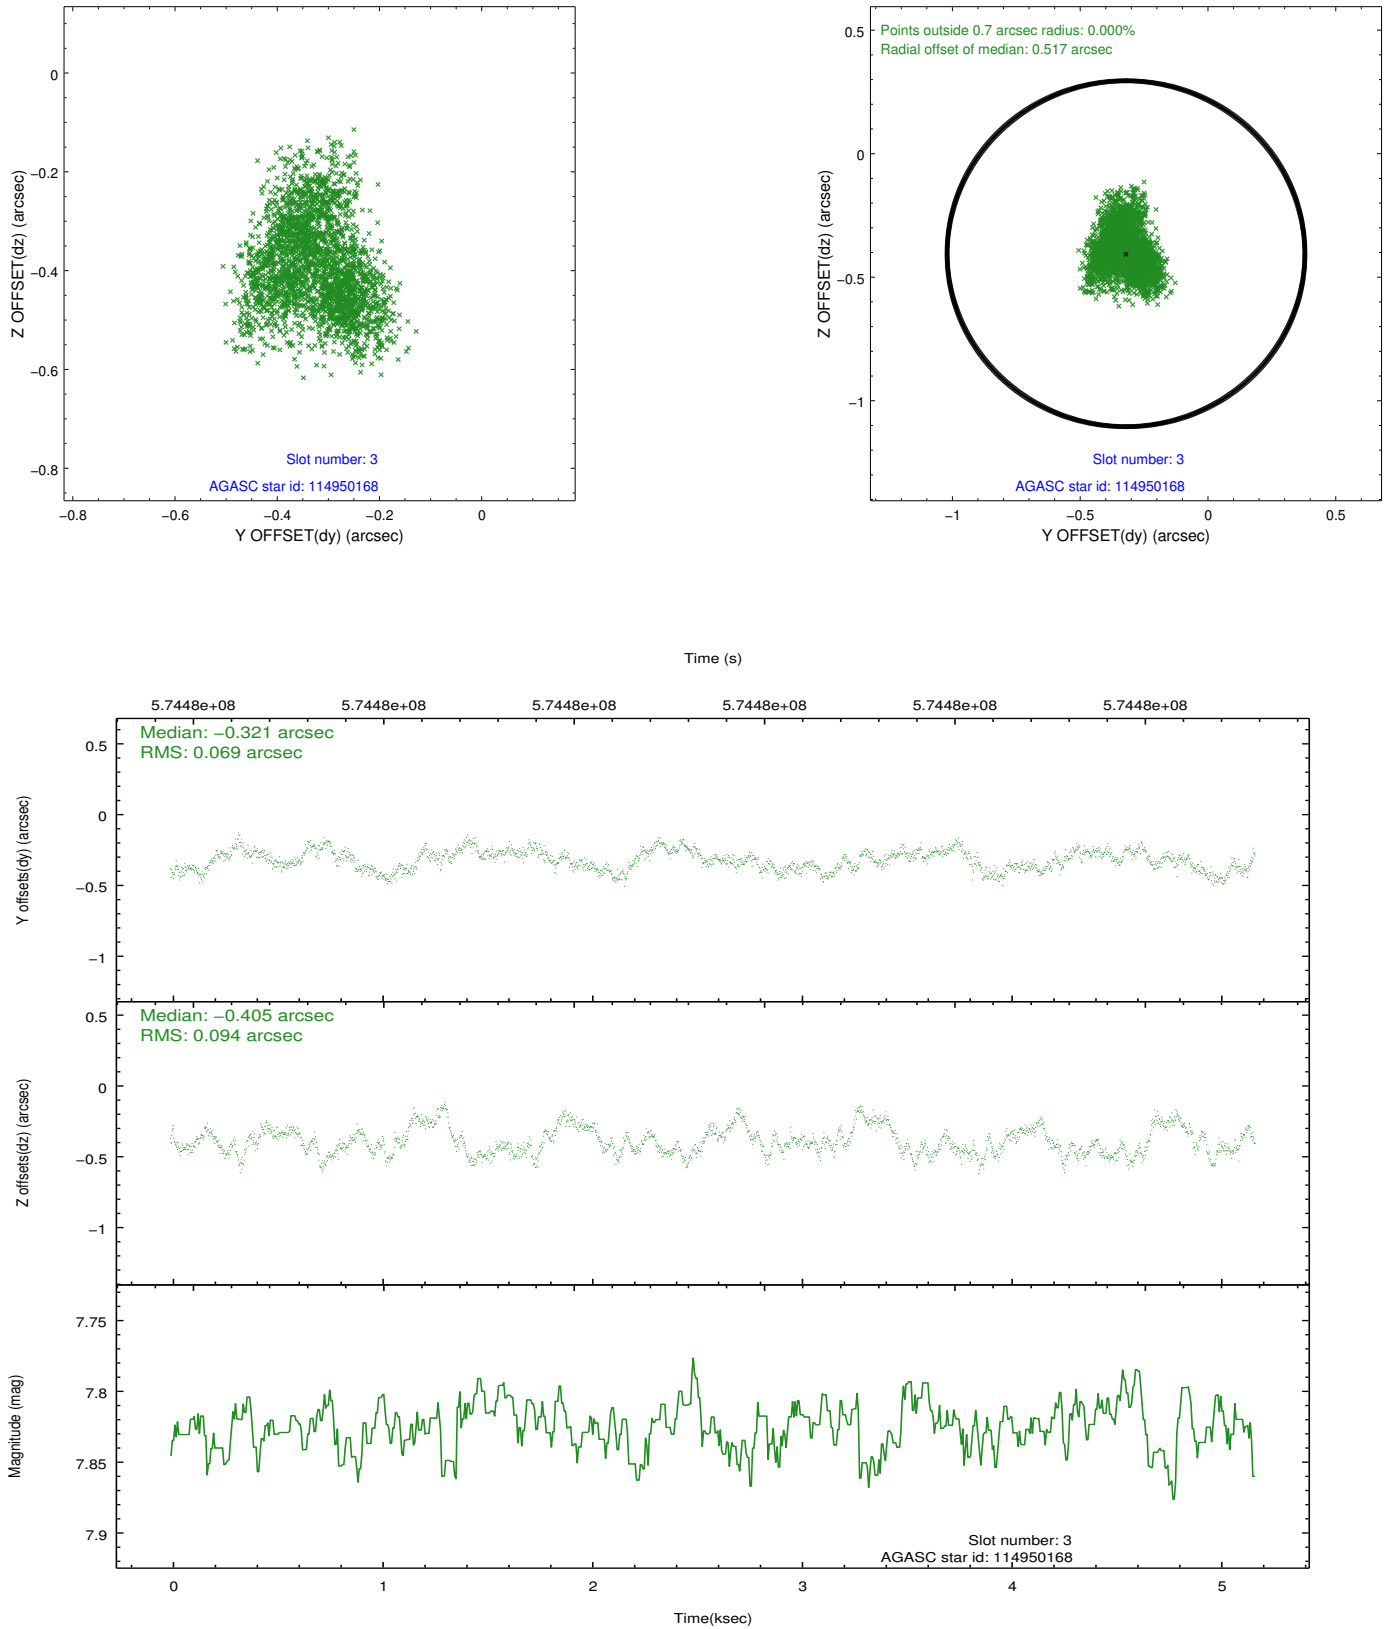 0
−0.2
−0.4
−0.6
−0.8
Z OFFSET(dz) (arcsec)
Slot number: 3
AGASC star id: 114950168
−0.8 −0.6 −0.4 −0.2 0
Y OFFSET(dy) (arcsec)
Points outside 0.7 arcsec radius: 0.000%
Radial offset of median: 0.517 arcsec
0.5
0
−0.5
−1
Z OFFSET(dz) (arcsec)
Slot number: 3
AGASC star id: 114950168
−1 −0.5 0 0.5
Y OFFSET(dy) (arcsec)
Time (s)
5.7448e+08 5.7448e+08 5.7448e+08 5.7448e+08 5.7448e+08 5.7448e+08
Median: −0.321 arcsec
RMS: 0.069 arcsec
0.5
0
−0.5
−1
Y offsets(dy) (arcsec)
Median: −0.405 arcsec
RMS: 0.094 arcsec
0.5
0
−0.5
−1
Z offsets(dz) (arcsec)
7.75
7.8
7.85
7.9
Magnitude (mag)
Slot number: 3
AGASC star id: 114950168
0 1 2 3 4 5
Time(ksec)